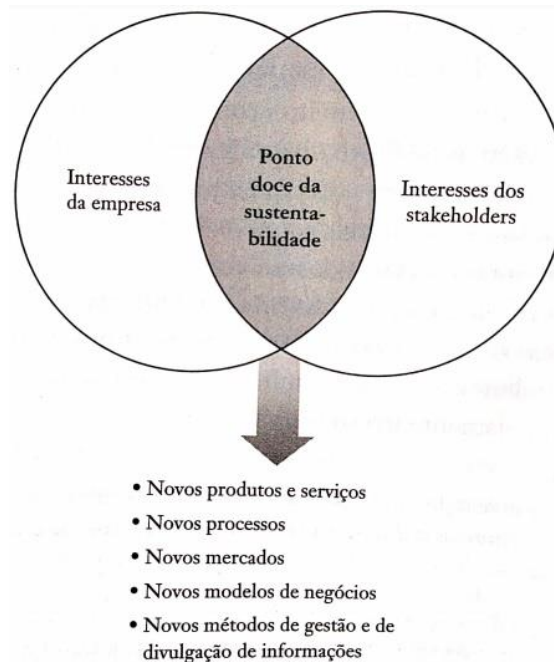 Interesses
da empresa
Ponto
doce da
sustenta-
bilidade
Interesses dos
stakeholders
• Novos produtos e serviços
• Novos processos
• Novos mercados
• Novos modelos de negócios
• Novos métodos de gestão e de
divulgação de informações